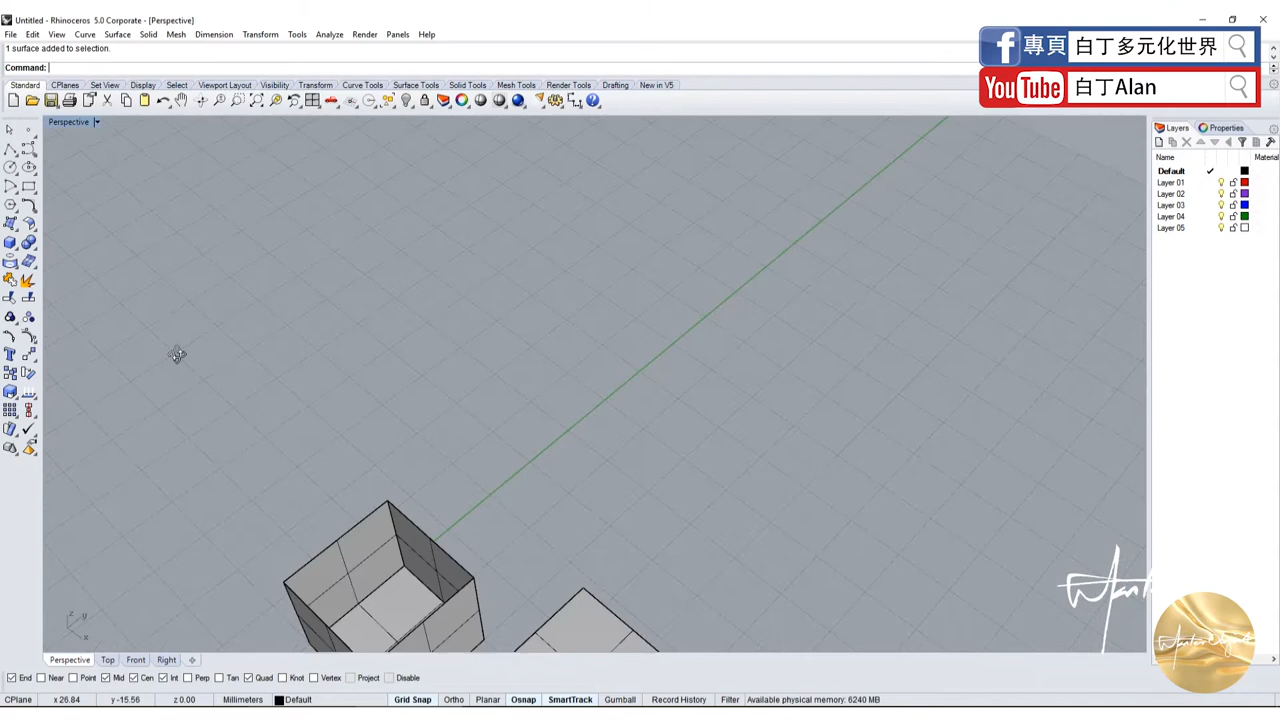 Untitled - Rhinoceros 5.0 Corporate - [Perspective]
File Edit View Curve Surface Solid Mesh Dimension Transform Tools Analyze Render Panels Help
1 surface added to selection.
Command:
專頁 白丁多元化世界
YouTube 白丁Alan
Standard CPlanes Set View Display Select Viewport Layout Visibility Transform Curve Tools Surface Tools Solid Tools Mesh Tools Render Tools Drafting New in V5
Perspective
Layers Properties
Name Material
Default
Layer 01
Layer 02
Layer 03
Layer 04
Layer 05
z y
x
Perspective Top Front Right
End Near Point Mid Cen Int Perp Tan Quad Knot Vertex Project Disable
CPlane x 26.84 y -15.56 z 0.00 Millimeters Default Grid Snap Ortho Planar Osnap SmartTrack Gumball Record History Filter Available physical memory: 6240 MB